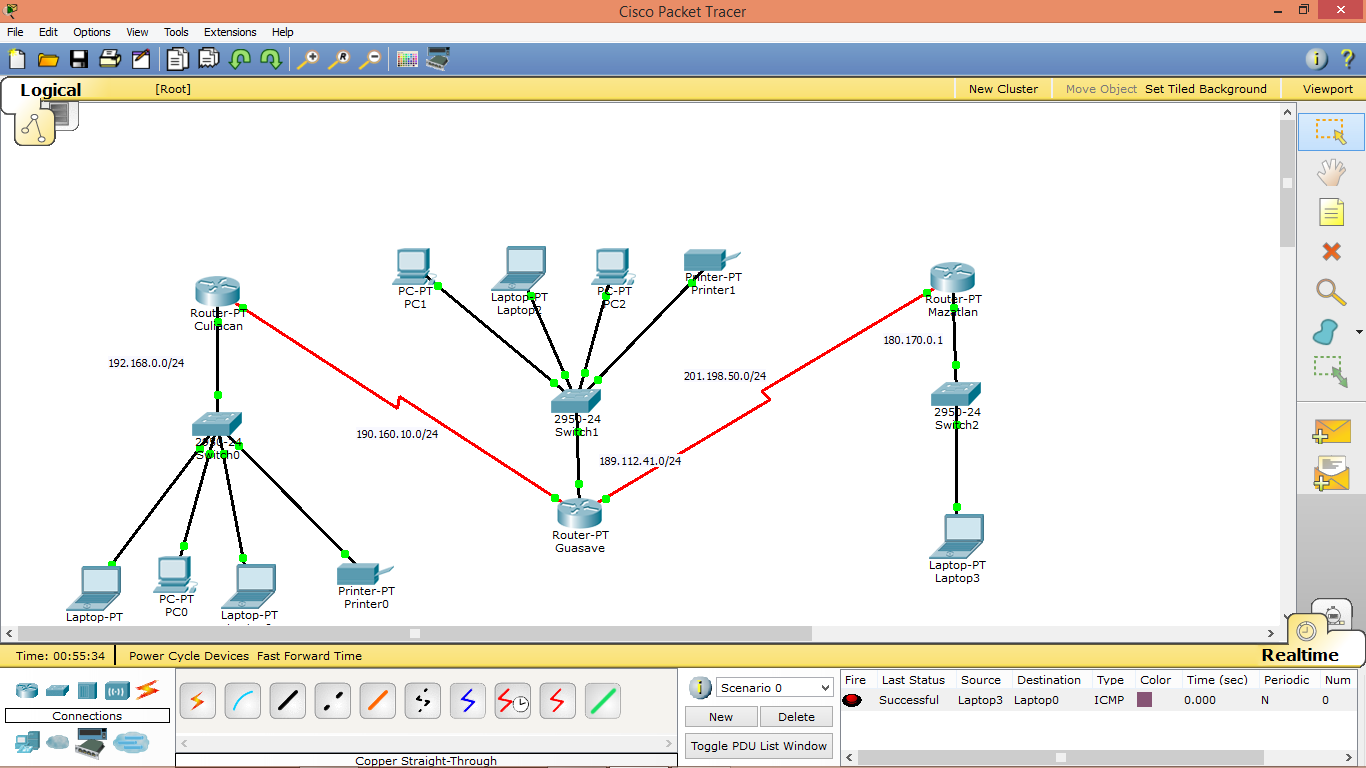 Cisco Packet Tracer
File Edit Options View Tools Extensions Help
Logical [Root] New Cluster Move Object Set Tiled Background Viewport
PC-PT
PC1
Laptop-PT
Laptop2
PC-PT
PC2
Printer-PT
Printer1
Router-PT
Culiacan
Router-PT
Mazatlan
192.168.0.0/24
180.170.0.1
201.198.50.0/24
190.160.10.0/24
189.112.41.0/24
2950-24
Switch0
2950-24
Switch1
2950-24
Switch2
Router-PT
Guasave
Laptop-PT
PC-PT
PC0
Laptop-PT
Printer-PT
Printer0
Laptop-PT
Laptop3
Time: 00:55:34 Power Cycle Devices Fast Forward Time
Realtime
Connections
Copper Straight-Through
Scenario 0
New Delete
Toggle PDU List Window
Fire Last Status Source Destination Type Color Time (sec) Periodic Num
Successful Laptop3 Laptop0 ICMP 0.000 N 0